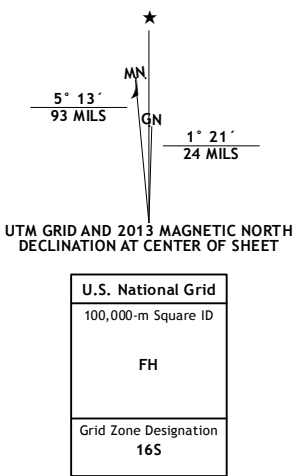 ★
MN
5° 13´
93 MILS
GN
1° 21´
24 MILS
UTM GRID AND 2013 MAGNETIC NORTH
DECLINATION AT CENTER OF SHEET
U.S. National Grid
100,000-m Square ID
FH
Grid Zone Designation
16S